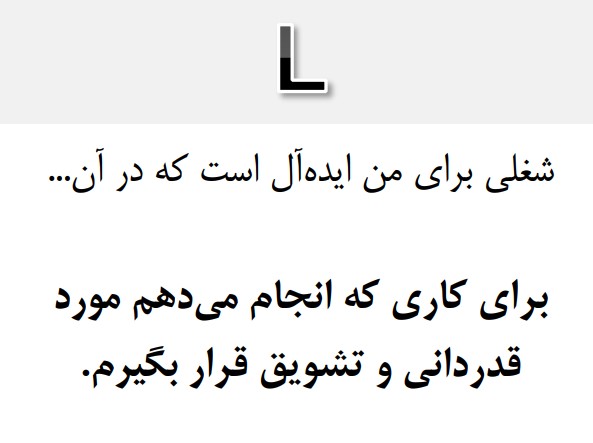 L
شغلی برای من ایده‌آل است که در آن...
برای کاری که انجام می‌دهم مورد
قدردانی و تشویق قرار بگیرم.